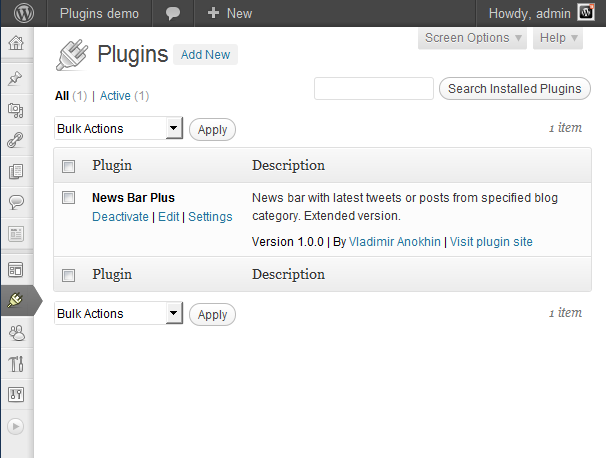 Plugins demo + New Howdy, admin
Screen Options Help
Plugins Add New
All (1) | Active (1) Search Installed Plugins
Bulk Actions Apply 1 item
Plugin Description
News Bar Plus News bar with latest tweets or posts from specified blog
Deactivate | Edit | Settings category. Extended version.
Version 1.0.0 | By Vladimir Anokhin | Visit plugin site
Plugin Description
Bulk Actions Apply 1 item